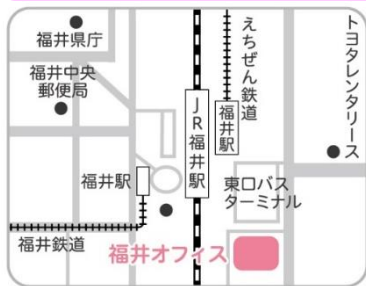 福井県庁
福井中央
郵便局
えちぜん鉄道
トヨタレンタリース
JR福井駅
福井駅
福井駅
東口バス
ターミナル
福井鉄道
福井オフィス